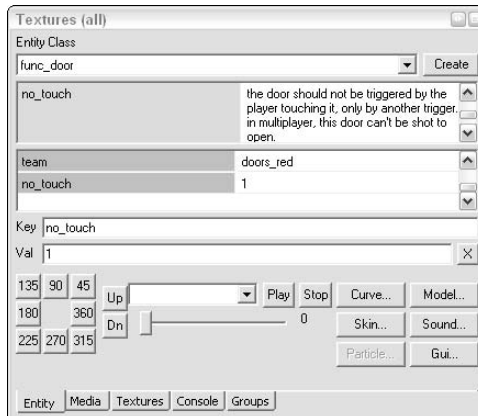 Textures (all)
Entity Class
func_door
Create
no_touch
the door should not be triggered by the
player touching it, only by another trigger.
in multiplayer, this door can't be shot to
open.
team doors_red
no_touch 1
Key no_touch
Val 1 X
135 90 45
Up Play Stop Curve... Model...
180 360
0
Dn Skin... Sound...
225 270 315
Particle... Gui...
Entity Media Textures Console Groups